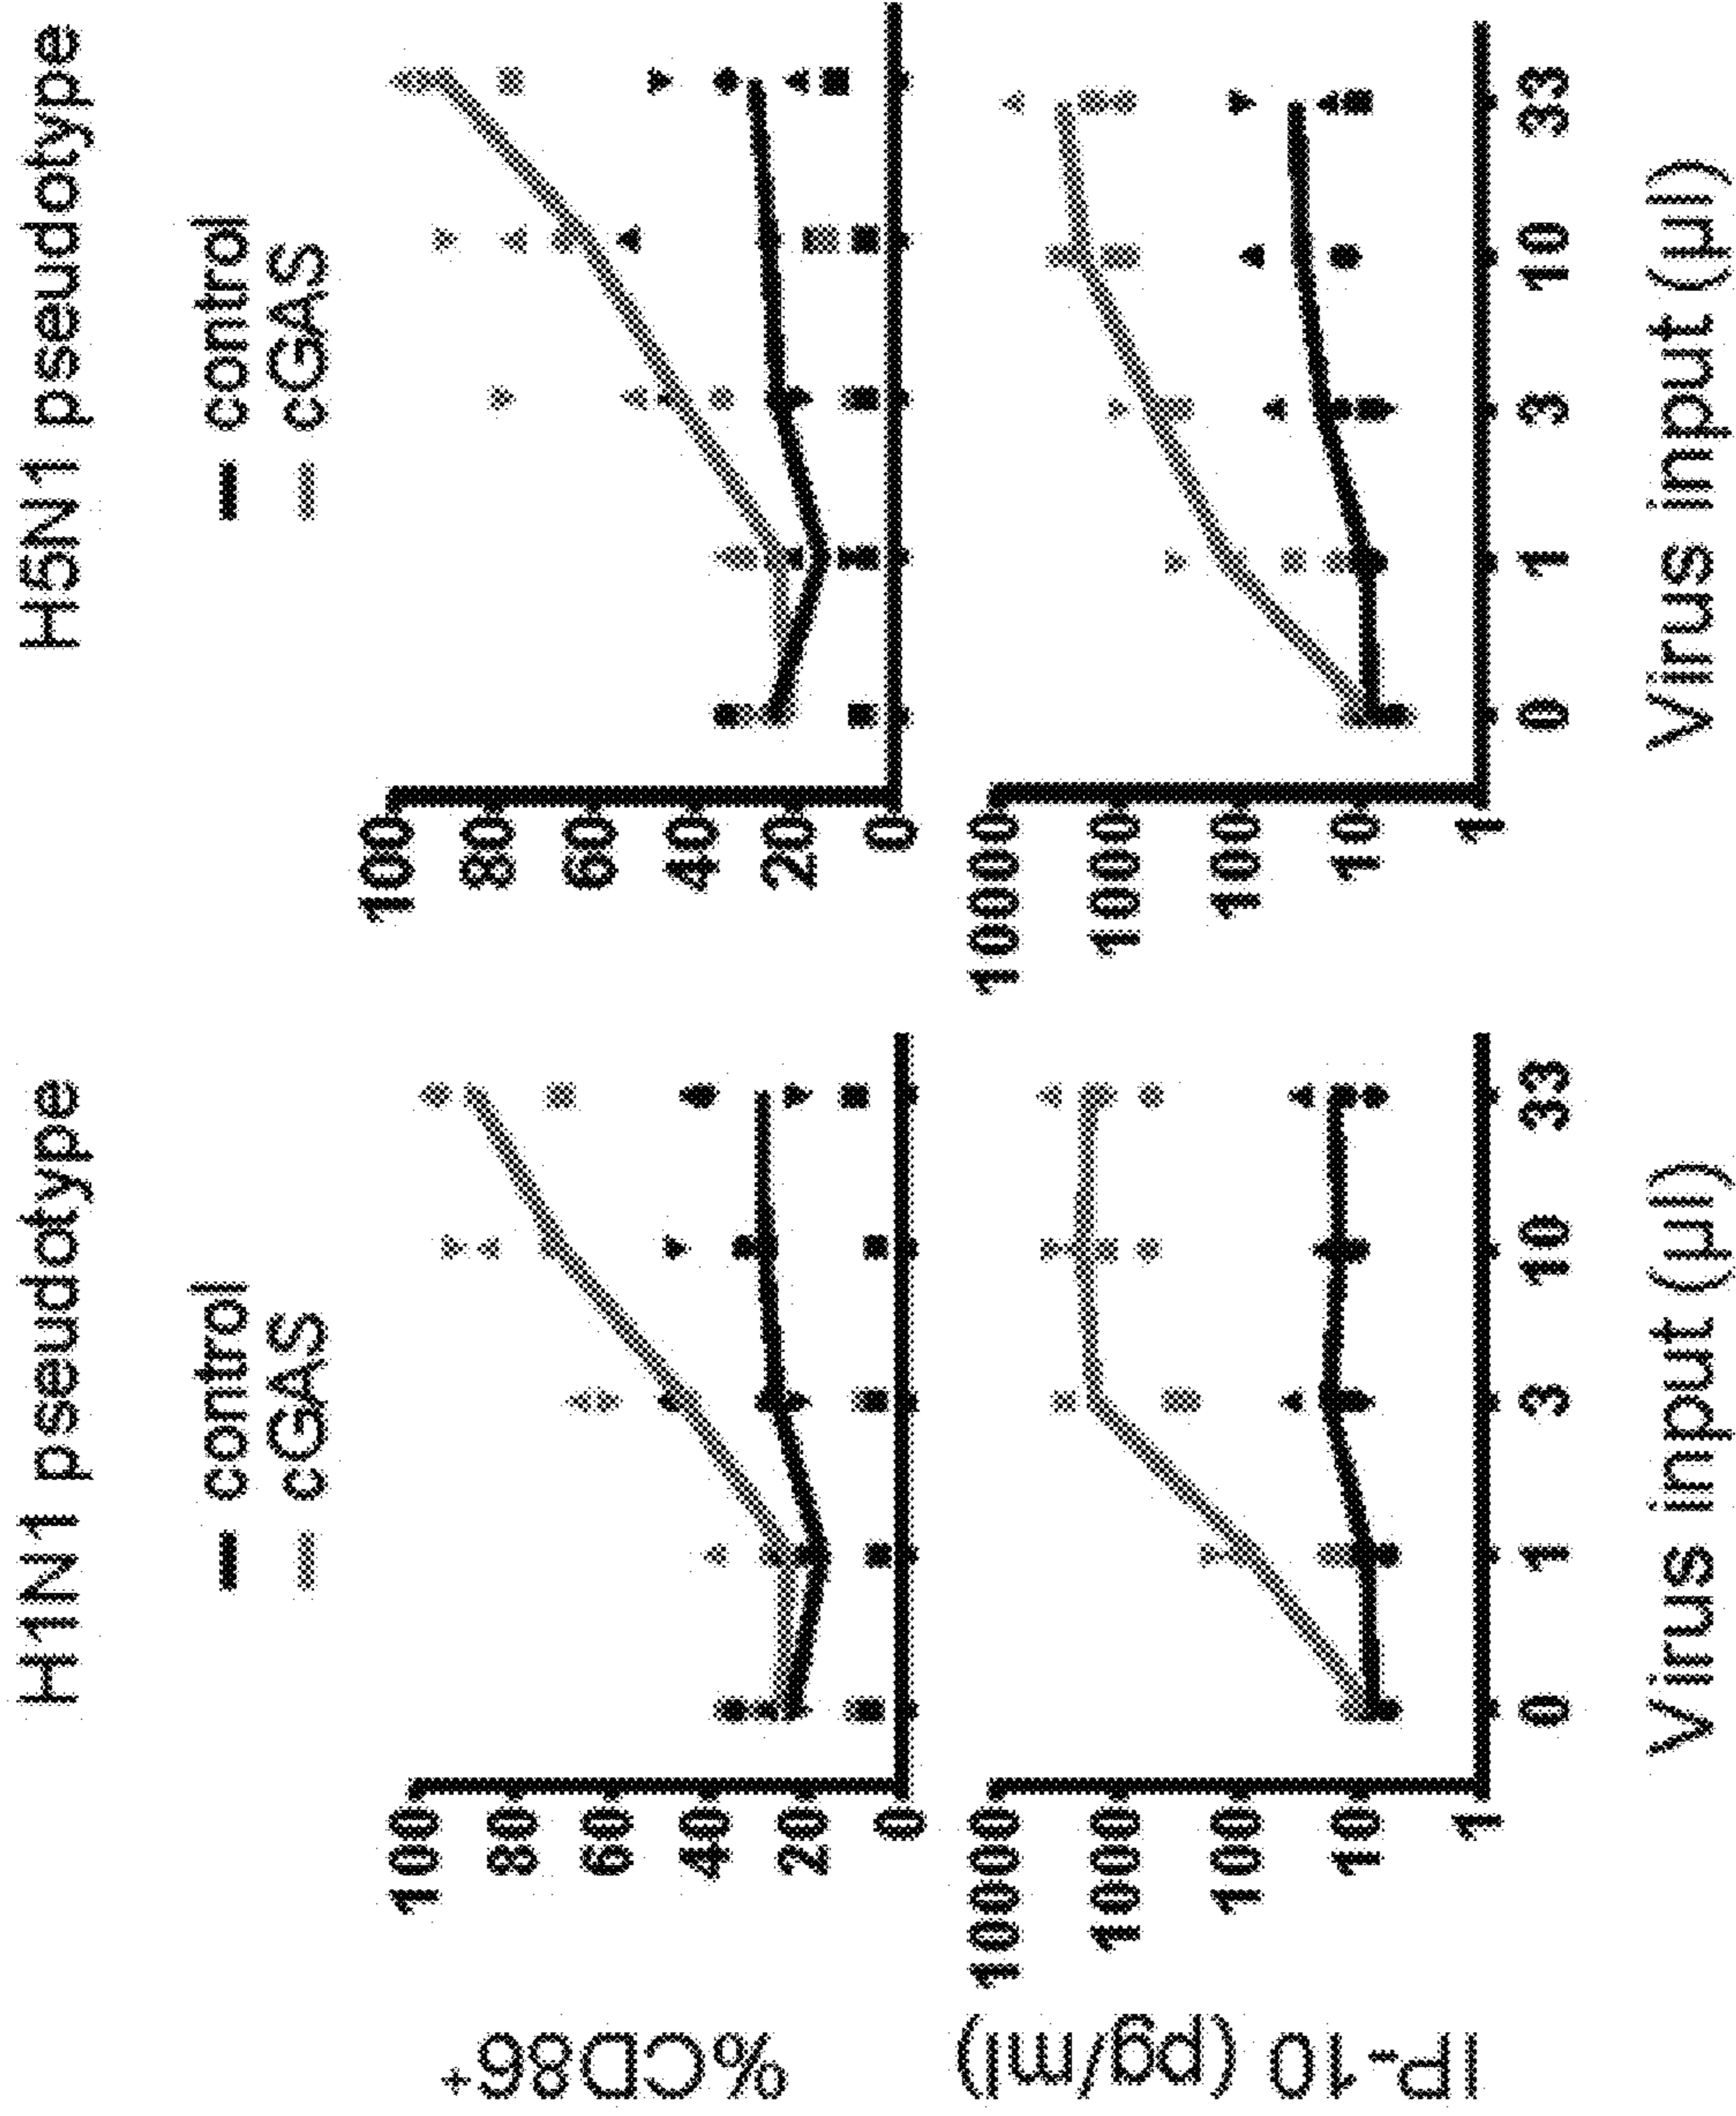 H1N1 pseudotype
control
cGAS
%CD86+
100
80
60
40
20
0
IP-10 (pg/ml)
10000
1000
100
10
1
0 1 3 10 33
Virus input (µl)
H5N1 pseudotype
control
cGAS
100
80
60
40
20
0
10000
1000
100
10
1
0 1 3 10 33
Virus input (µl)